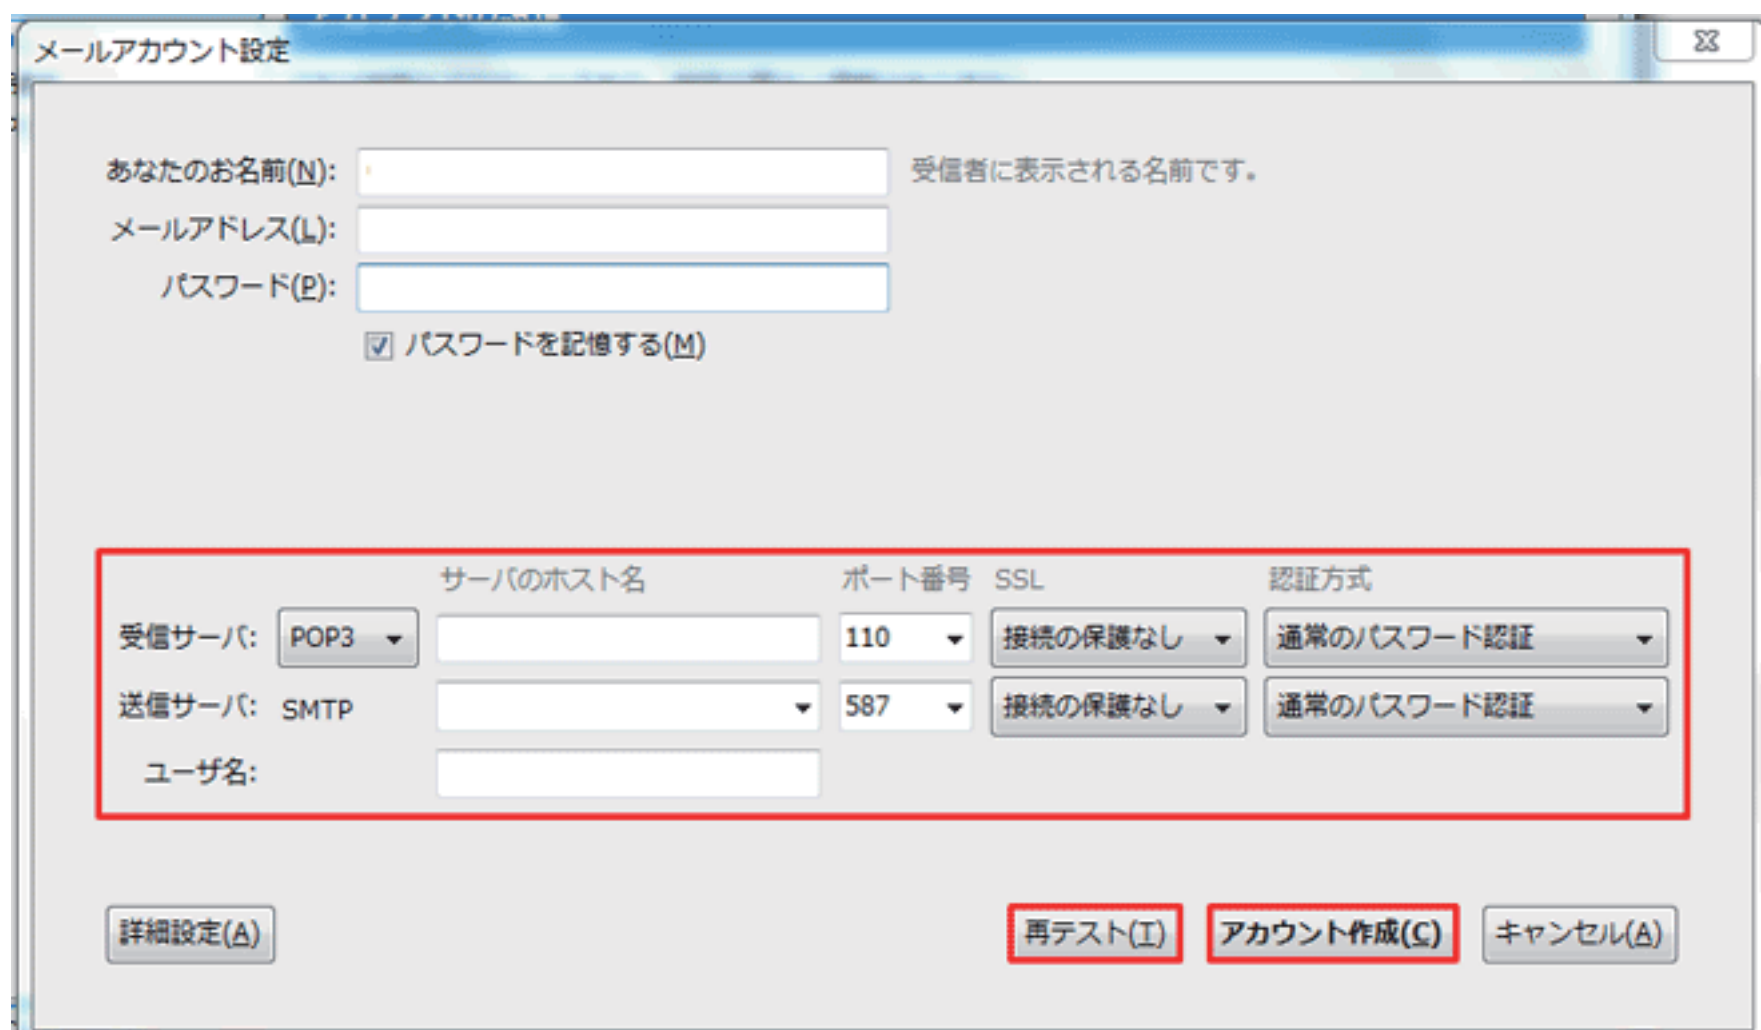 メールアカウント設定
あなたのお名前(N): 受信者に表示される名前です。
メールアドレス(L):
パスワード(P):
パスワードを記憶する(M)
サーバのホスト名 ポート番号 SSL 認証方式
受信サーバ: POP3 110 接続の保護なし 通常のパスワード認証
送信サーバ: SMTP 587 接続の保護なし 通常のパスワード認証
ユーザ名:
詳細設定(A) 再テスト(T) アカウント作成(C) キャンセル(A)